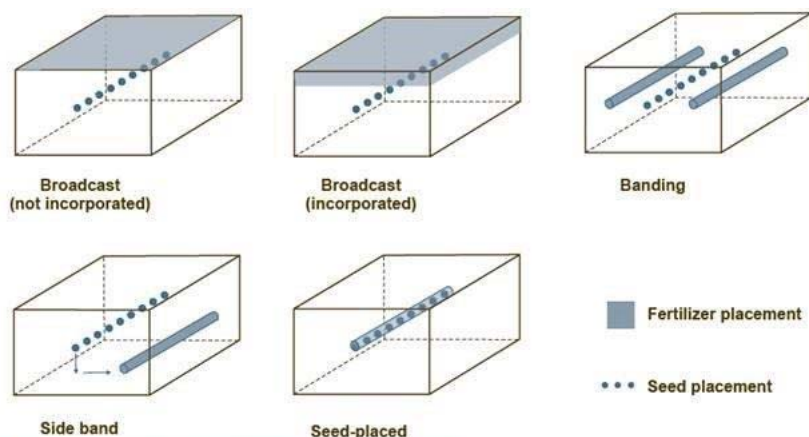 Broadcast
(not incorporated)
Broadcast
(incorporated)
Banding
Side band
Seed-placed
Fertilizer placement
Seed placement